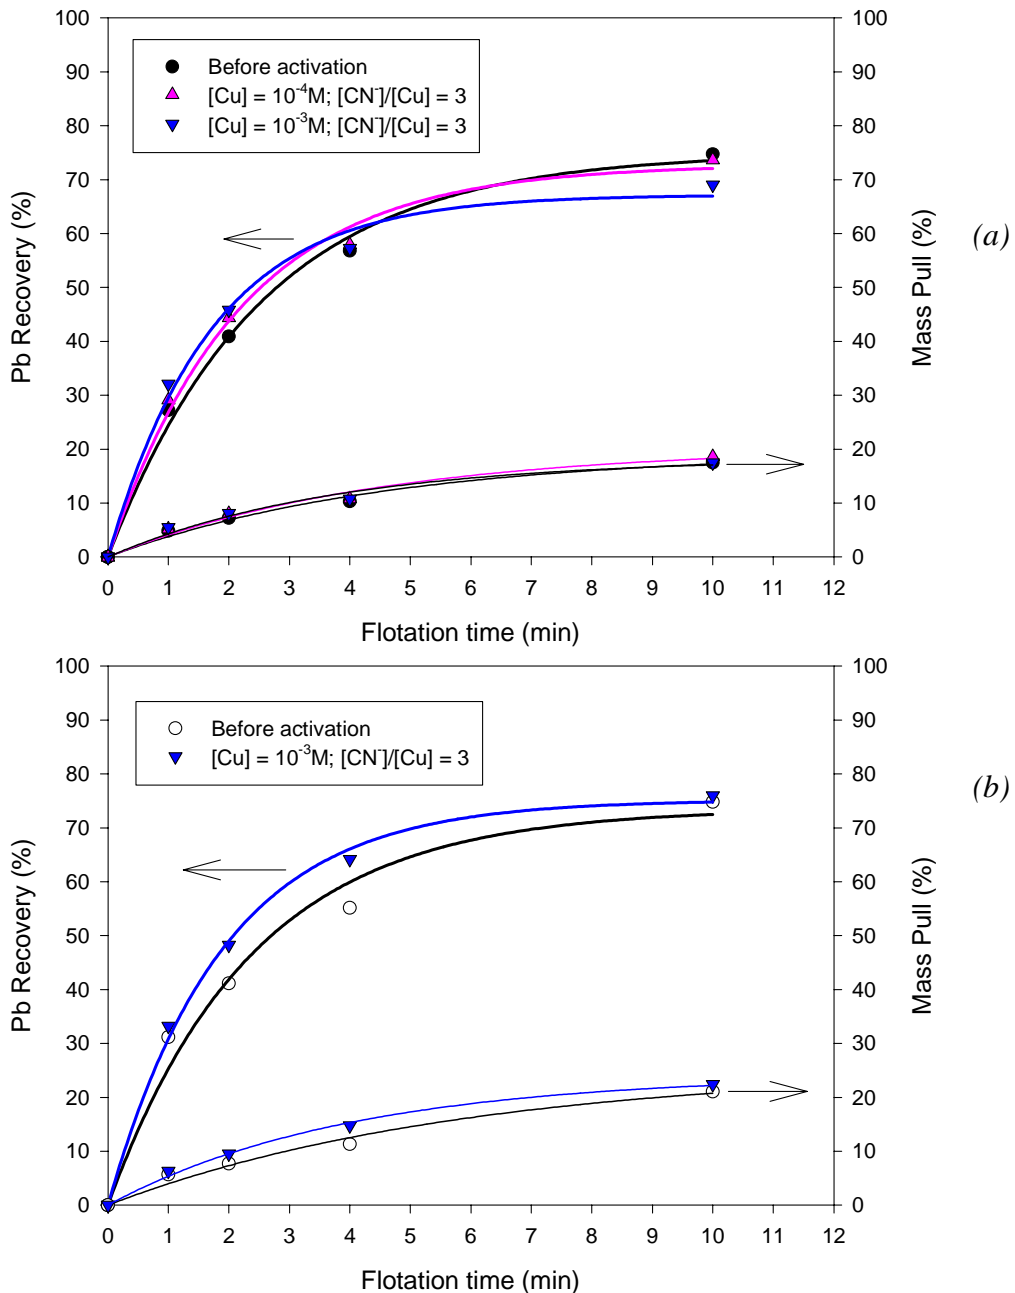 100
90
80
70
60
50
40
30
20
10
0
Pb Recovery (%)
Before activation
[Cu] = 10⁻⁴M; [CN⁻]/[Cu] = 3
[Cu] = 10⁻³M; [CN⁻]/[Cu] = 3
100
90
80
70
60
50
40
30
20
10
0
Mass Pull (%)
(a)
0 1 2 3 4 5 6 7 8 9 10 11 12
Flotation time (min)
100
90
80
70
60
50
40
30
20
10
0
Pb Recovery (%)
Before activation
[Cu] = 10⁻³M; [CN⁻]/[Cu] = 3
100
90
80
70
60
50
40
30
20
10
0
Mass Pull (%)
(b)
0 1 2 3 4 5 6 7 8 9 10 11 12
Flotation time (min)